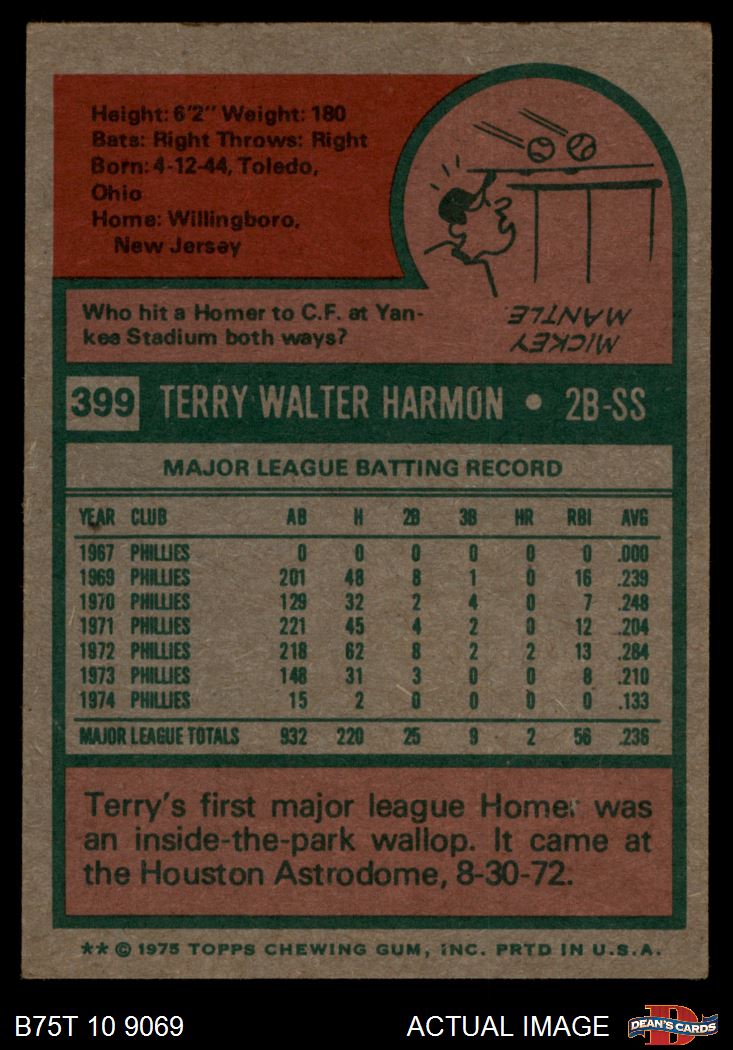 Height: 6'2" Weight: 180
Bats: Right Throws: Right
Born: 4-12-44, Toledo,
Ohio
Home: Willingboro,
New Jersey
Who hit a Homer to C.F. at Yan-
kee Stadium both ways?
MICKEY
MANTLE.
399 TERRY WALTER HARMON • 2B-SS
MAJOR LEAGUE BATTING RECORD
YEAR CLUB AB H 2B 3B HR RBI AVG
1967 PHILLIES 0 0 0 0 0 0 .000
1969 PHILLIES 201 48 8 1 0 16 .239
1970 PHILLIES 129 32 2 4 0 7 .248
1971 PHILLIES 221 45 4 2 0 12 .204
1972 PHILLIES 218 62 8 2 2 13 .284
1973 PHILLIES 148 31 3 0 0 8 .210
1974 PHILLIES 15 2 0 0 0 0 .133
MAJOR LEAGUE TOTALS 932 220 25 9 2 56 .236
Terry's first major league Homer was
an inside-the-park wallop. It came at
the Houston Astrodome, 8-30-72.
** © 1975 TOPPS CHEWING GUM, INC. PRTD IN U.S.A.
B75T 10 9069 ACTUAL IMAGE D DEAN'S CARDS